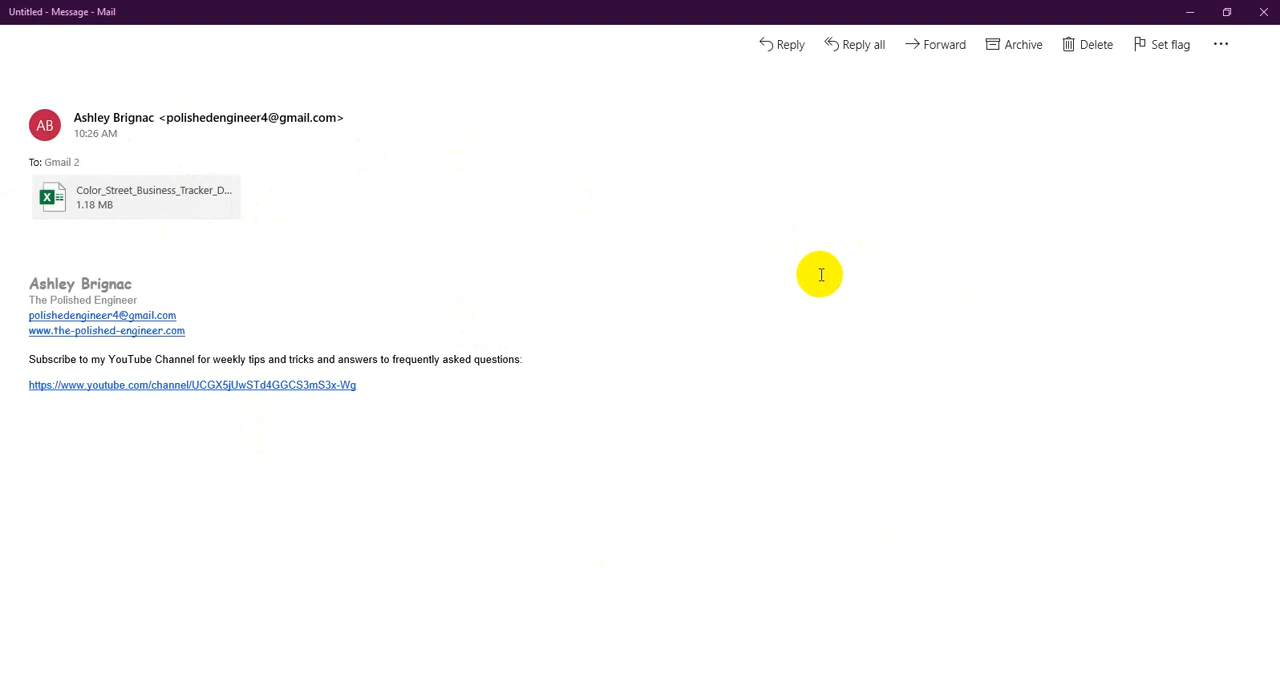 Untitled - Message - Mail
Reply
Reply all
Forward
Archive
Delete
Set flag
AB
Ashley Brignac <polishedengineer4@gmail.com>
10:26 AM
To: Gmail 2
Color_Street_Business_Tracker_D...
1.18 MB
Ashley Brignac
The Polished Engineer
polishedengineer4@gmail.com
www.the-polished-engineer.com
Subscribe to my YouTube Channel for weekly tips and tricks and answers to frequently asked questions:
https://www.youtube.com/channel/UCGX5jUwSTd4GGCS3mS3x-Wg